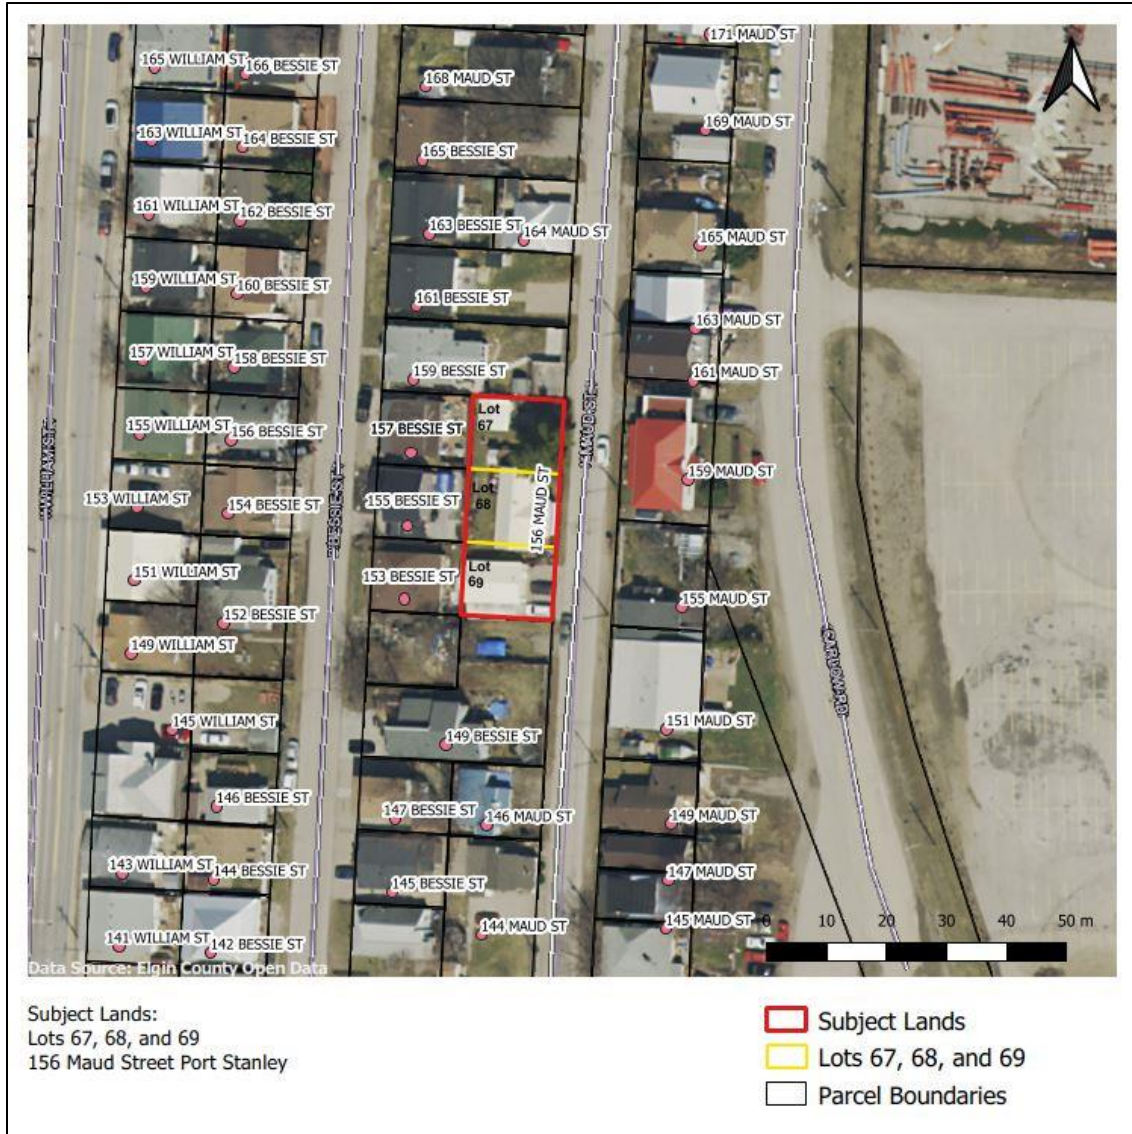 171 MAUD ST
165 WILLIAM ST
166 BESSIE ST
168 MAUD ST
169 MAUD ST
163 WILLIAM ST
164 BESSIE ST
165 BESSIE ST
161 WILLIAM ST
162 BESSIE ST
163 BESSIE ST
164 MAUD ST
165 MAUD ST
159 WILLIAM ST
160 BESSIE ST
161 BESSIE ST
163 MAUD ST
157 WILLIAM ST
158 BESSIE ST
159 BESSIE ST
161 MAUD ST
Lot
67
MAUD ST
155 WILLIAM ST
156 BESSIE ST
157 BESSIE ST
159 MAUD ST
WILLIAM ST
BESSIE ST
153 WILLIAM ST
154 BESSIE ST
155 BESSIE ST
Lot
68
156 MAUD ST
151 WILLIAM ST
153 BESSIE ST
Lot
69
155 MAUD ST
152 BESSIE ST
149 WILLIAM ST
CARLOW RD
145 WILLIAM ST
149 BESSIE ST
151 MAUD ST
146 BESSIE ST
147 BESSIE ST
146 MAUD ST
149 MAUD ST
143 WILLIAM ST
144 BESSIE ST
145 BESSIE ST
147 MAUD ST
141 WILLIAM ST
142 BESSIE ST
144 MAUD ST
145 MAUD ST
0 10 20 30 40 50 m
Data Source: Elgin County Open Data
Subject Lands:
Lots 67, 68, and 69
156 Maud Street Port Stanley
Subject Lands
Lots 67, 68, and 69
Parcel Boundaries